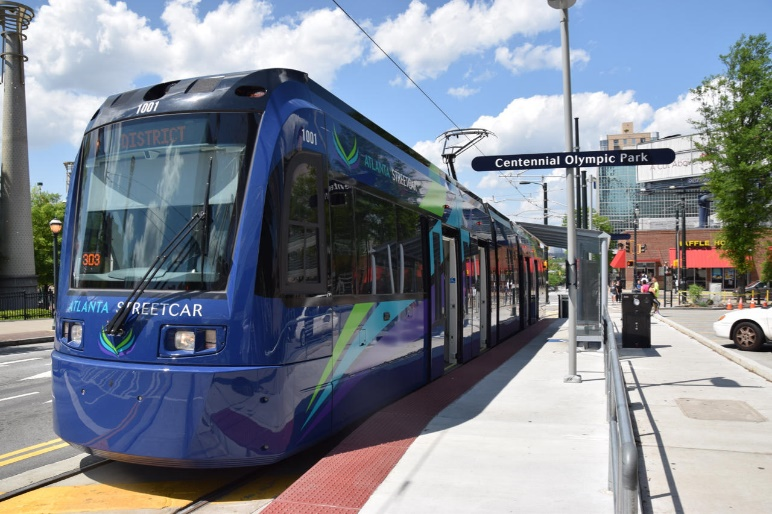 1001
1001
DISTRICT
ATLANTA STREETCAR
Centennial Olympic Park
303
ATLANTA STREETCAR
WAFFLE HOUSE